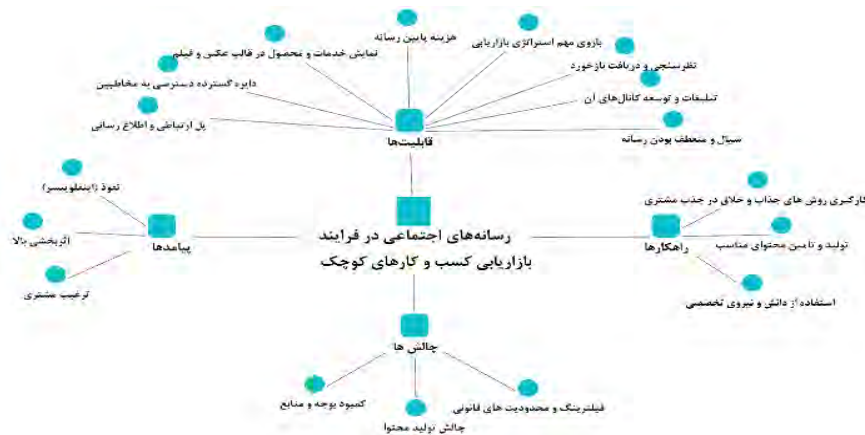 هزینه پایین رسانه
بازوی مهم استراتژی بازاریابی
نمایش خدمات و محصول در قالب عکس و فیلم
نظرسنجی و دریافت بازخورد
دایره گسترده دسترسی به مخاطبین
تبلیغات و توسعه کانال‌های آن
پل ارتباطی و اطلاع رسانی
سیال و منعطف بودن رسانه
قابلیت‌ها
نفوذ (اینفلوینسر)
کارگیری روش های جذاب و خلاق در جذب مشتری
رسانه‌های اجتماعی در فرایند
بازاریابی کسب و کارهای کوچک
اثربخشی بالا
پیامدها
راهکارها
تولید و تامین محتوای مناسب
ترغیب مشتری
استفاده از دانش و نیروی تخصصی
چالش ها
کمبود بوجه و منابع
چالش تولید محتوا
فیلترینگ و محدودیت های قانونی